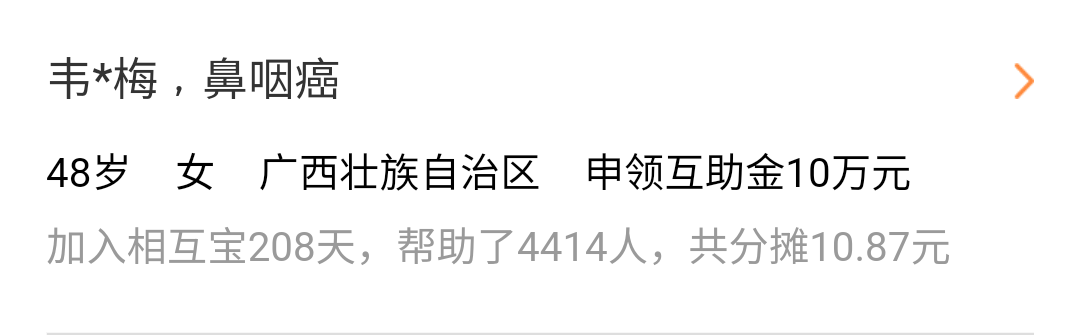 韦*梅，鼻咽癌
48岁 女 广西壮族自治区 申领互助金10万元
加入相互宝208天，帮助了4414人，共分摊10.87元